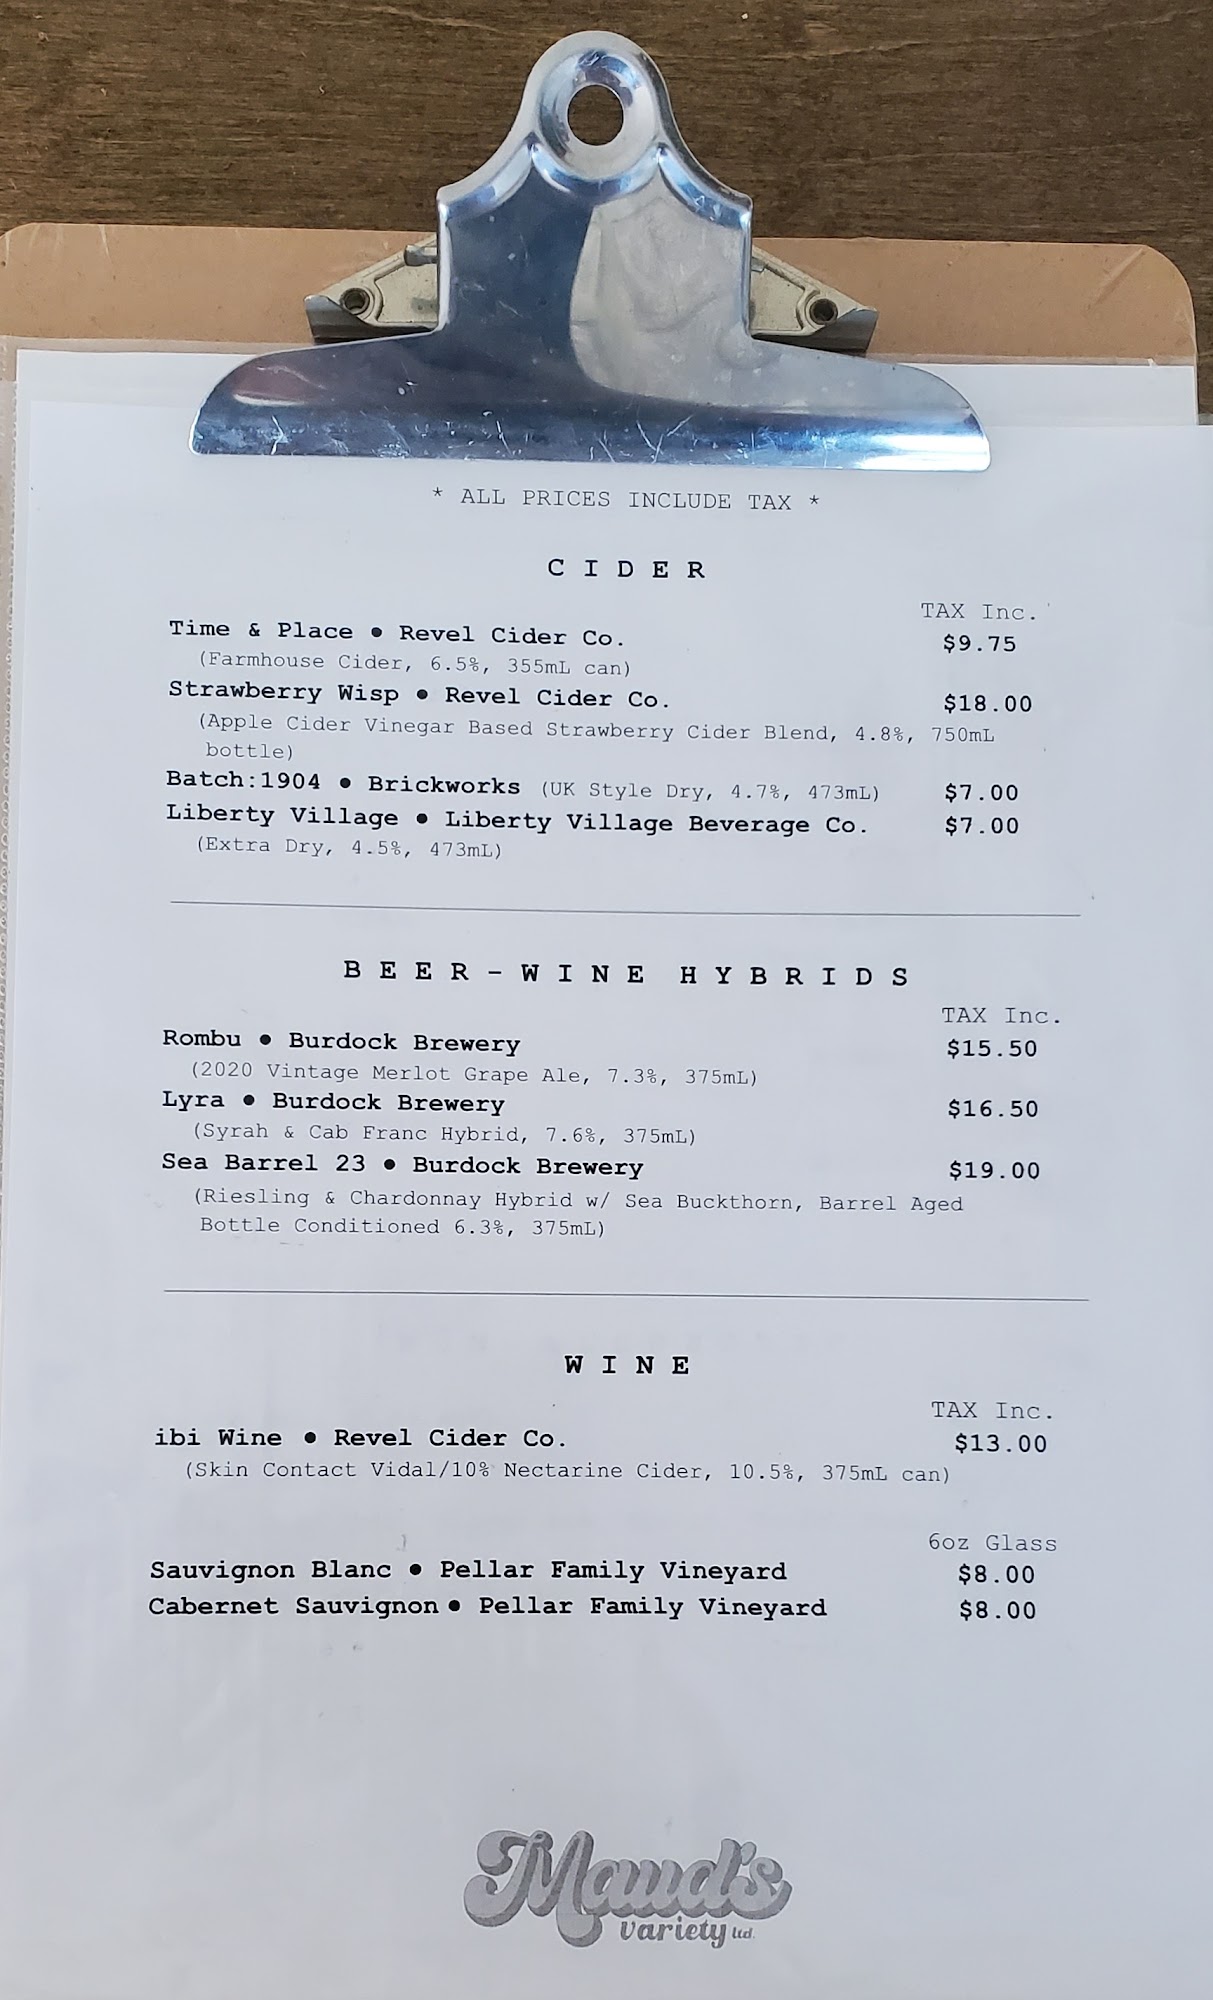 * ALL PRICES INCLUDE TAX *
CIDER
TAX Inc.
Time & Place • Revel Cider Co. $9.75
(Farmhouse Cider, 6.5%, 355mL can)
Strawberry Wisp • Revel Cider Co. $18.00
(Apple Cider Vinegar Based Strawberry Cider Blend, 4.8%, 750mL
bottle)
Batch:1904 • Brickworks (UK Style Dry, 4.7%, 473mL) $7.00
Liberty Village • Liberty Village Beverage Co. $7.00
(Extra Dry, 4.5%, 473mL)
BEER-WINE HYBRIDS
TAX Inc.
Rombu • Burdock Brewery $15.50
(2020 Vintage Merlot Grape Ale, 7.3%, 375mL)
Lyra • Burdock Brewery $16.50
(Syrah & Cab Franc Hybrid, 7.6%, 375mL)
Sea Barrel 23 • Burdock Brewery $19.00
(Riesling & Chardonnay Hybrid w/ Sea Buckthorn, Barrel Aged
Bottle Conditioned 6.3%, 375mL)
WINE
TAX Inc.
ibi Wine • Revel Cider Co. $13.00
(Skin Contact Vidal/10% Nectarine Cider, 10.5%, 375mL can)
6oz Glass
Sauvignon Blanc • Pellar Family Vineyard $8.00
Cabernet Sauvignon • Pellar Family Vineyard $8.00
Maud's
variety ltd.